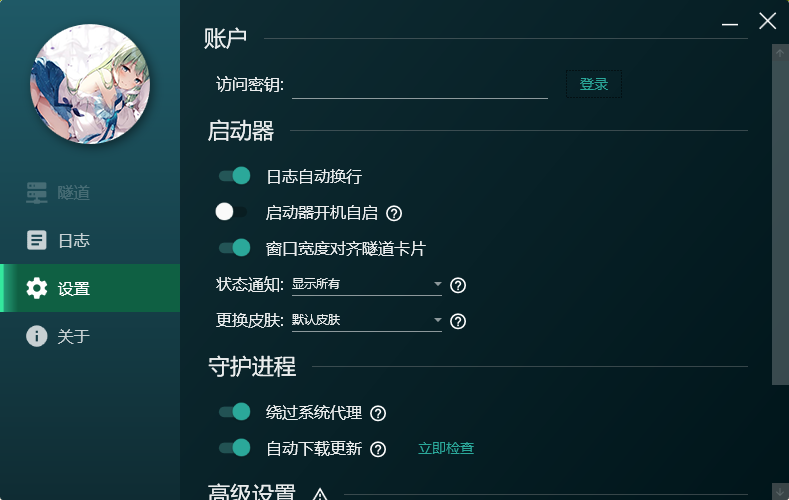 隧道
日志
设置
关于
账户
访问密钥:
登录
启动器
日志自动换行
启动器开机自启
窗口宽度对齐隧道卡片
状态通知: 显示所有
更换皮肤: 默认皮肤
守护进程
绕过系统代理
自动下载更新 立即检查
高级设置